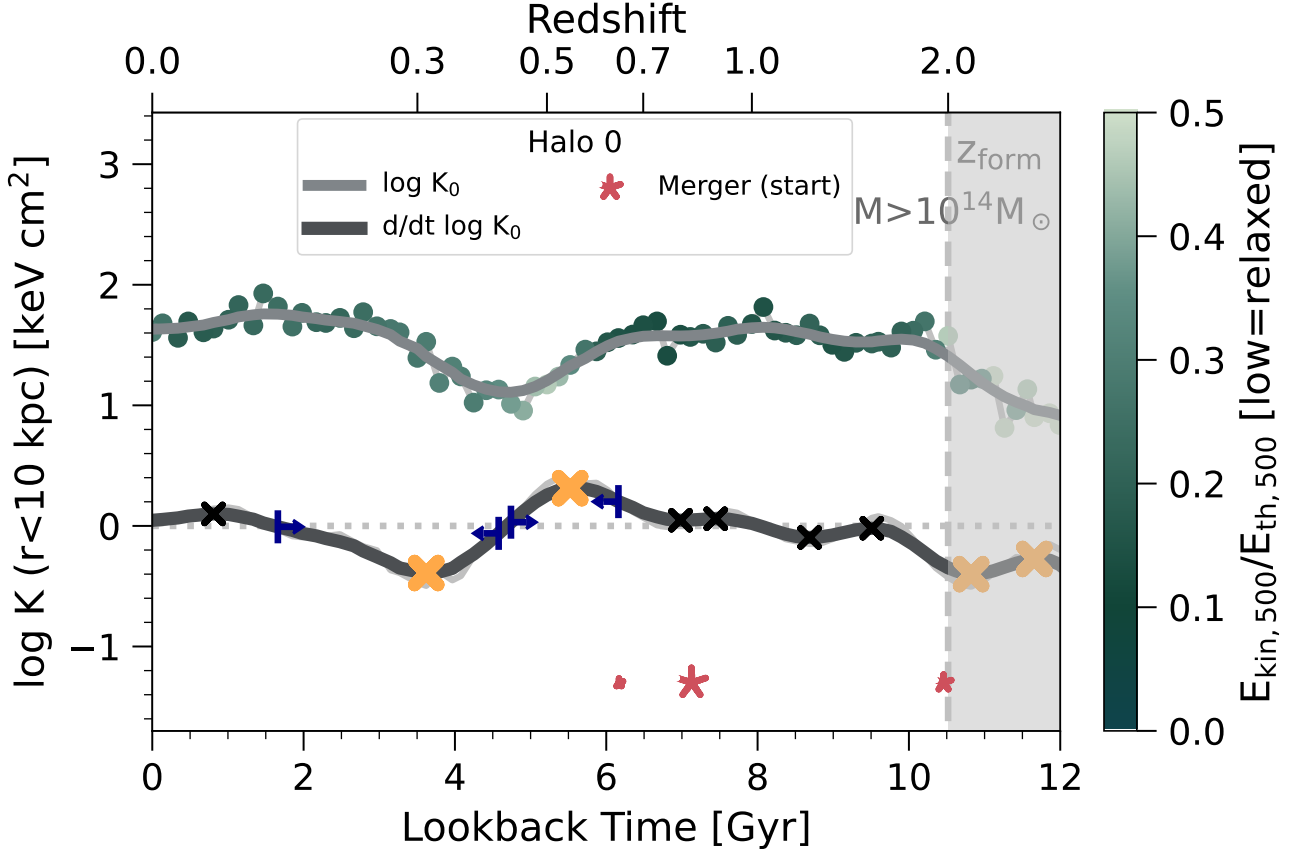 Redshift
0.0 0.3 0.5 0.7 1.0 2.0
Halo 0
log K₀
d/dt log K₀
Merger (start)
z_form
M>10¹⁴M_⊙
log K (r<10 kpc) [keV cm²]
3
2
1
0
−1
0 2 4 6 8 10 12
Lookback Time [Gyr]
0.5
0.4
0.3
0.2
0.1
0.0
E_kin, 500/E_th, 500 [low=relaxed]